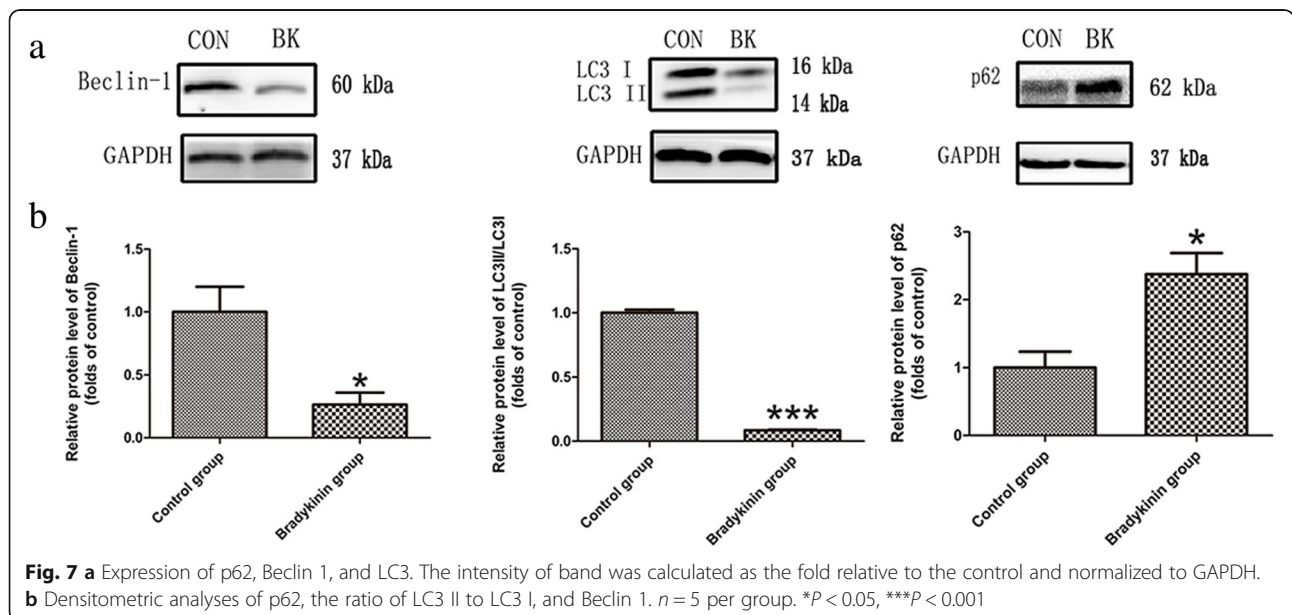 a
CON BK
Beclin-1 60 kDa
GAPDH 37 kDa
CON BK
LC3 I 16 kDa
LC3 II 14 kDa
GAPDH 37 kDa
CON BK
p62 62 kDa
GAPDH 37 kDa
b
Relative protein level of Beclin-1
(folds of control)
1.5
1.0
0.5
0.0
*
Control group
Bradykinin group
Relative protein level of LC3II/LC3I
(folds of control)
1.5
1.0
0.5
0.0
***
Control group
Bradykinin group
Relative protein level of p62
(folds of control)
3
2
1
0
*
Control group
Bradykinin group
Fig. 7 a Expression of p62, Beclin 1, and LC3. The intensity of band was calculated as the fold relative to the control and normalized to GAPDH.
b Densitometric analyses of p62, the ratio of LC3 II to LC3 I, and Beclin 1. n = 5 per group. *P < 0.05, ***P < 0.001